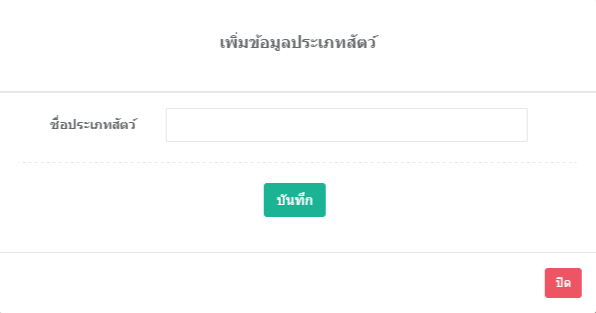 เพิ่มข้อมูลประเภทสัตว์
ชื่อประเภทสัตว์
บันทึก
ปิด